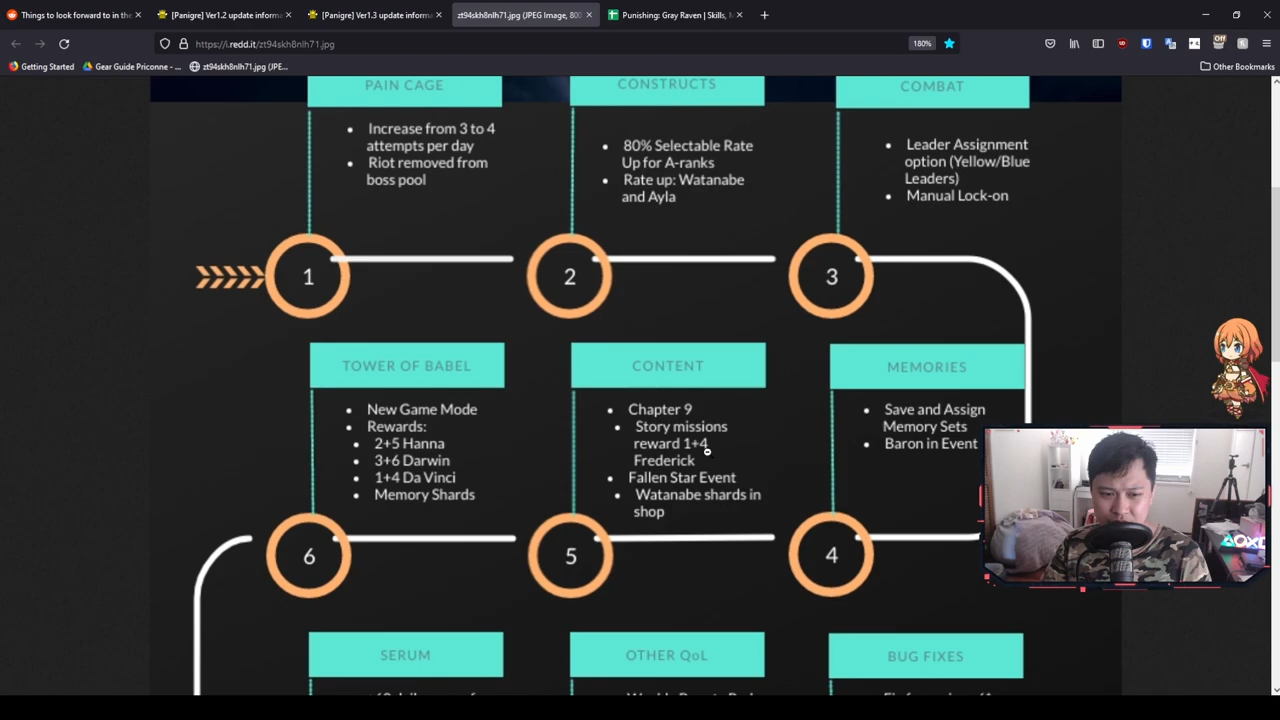 Things to look forward to in the
[Panigre] Ver1.2 update informa
[Panigre] Ver1.3 update informati
zt94skh8nlh71.jpg (JPEG Image, 800
Punishing: Gray Raven | Skills, M
https://i.redd.it/zt94skh8nlh71.jpg
180%
Off
Getting Started
Gear Guide Priconne - ...
zt94skh8nlh71.jpg (JPE...
Other Bookmarks
PAIN CAGE
Increase from 3 to 4
attempts per day
Riot removed from
boss pool
CONSTRUCTS
80% Selectable Rate
Up for A-ranks
Rate up: Watanabe
and Ayla
COMBAT
Leader Assignment
option (Yellow/Blue
Leaders)
Manual Lock-on
1
2
3
TOWER OF BABEL
New Game Mode
Rewards:
2+5 Hanna
3+6 Darwin
1+4 Da Vinci
Memory Shards
CONTENT
Chapter 9
Story missions
reward 1+4
Frederick
Fallen Star Event
Watanabe shards in
shop
MEMORIES
Save and Assign
Memory Sets
Baron in Event
6
5
4
SERUM
OTHER QoL
BUG FIXES